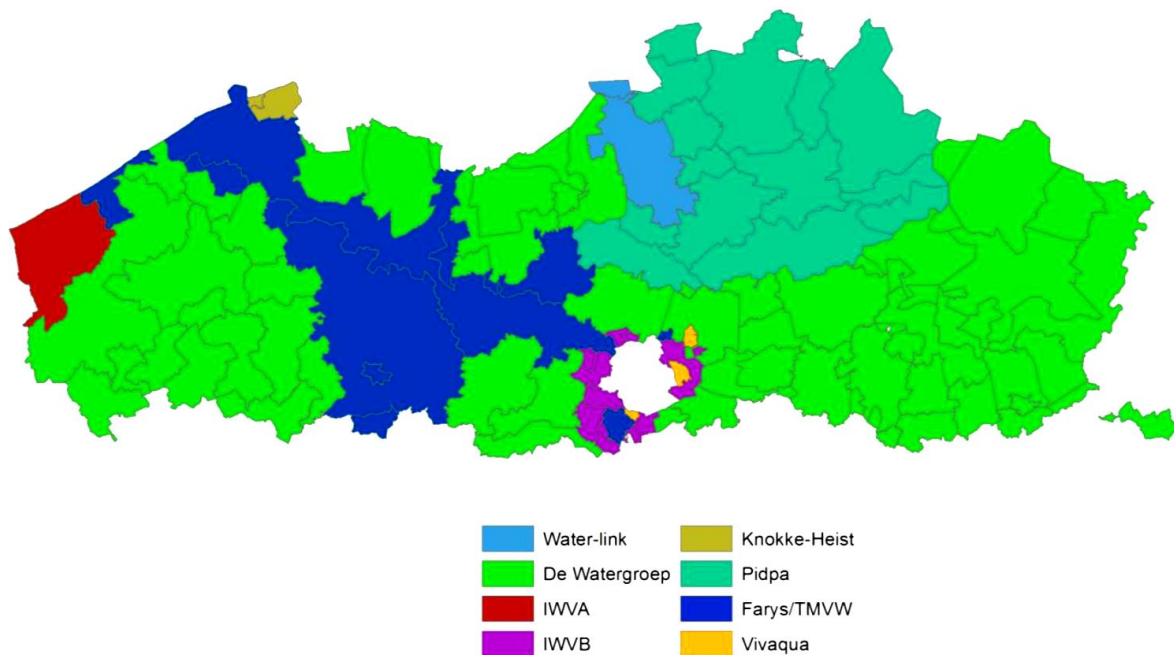 Water-link
De Watergroep
IWVA
IWVB
Knokke-Heist
Pidpa
Farys/TMVW
Vivaqua